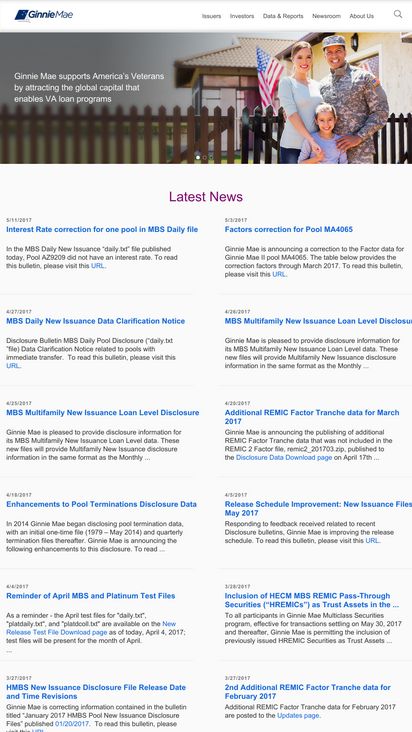 GinnieMae
Issuers Investors Data & Reports Newsroom About Us
Ginnie Mae supports America's Veterans
by attracting the global capital that
enables VA loan programs
Latest News
5/11/2017
Interest Rate correction for one pool in MBS Daily file
In the MBS Daily New Issuance "daily.txt" file published
today, Pool AZ9209 did not have an interest rate. To read
this bulletin, please visit this URL.
5/3/2017
Factors correction for Pool MA4065
Ginnie Mae is announcing a correction to the Factor data for
Ginnie Mae II pool MA4065. The table below provides the
correction factors through March 2017. To read this bulletin,
please visit this URL.
4/27/2017
MBS Daily New Issuance Data Clarification Notice
Disclosure Bulletin MBS Daily Pool Disclosure ("daily.txt
"file) Data Clarification Notice related to pools with
immediate transfer. To read this bulletin, please visit this
URL.
4/26/2017
MBS Multifamily New Issuance Loan Level Disclosu
Ginnie Mae is pleased to provide disclosure information for
its MBS Multifamily New Issuance Loan Level data. These
new files will provide Multifamily New Issuance disclosure
information in the same format as the Monthly ...
4/25/2017
MBS Multifamily New Issuance Loan Level Disclosure
Ginnie Mae is pleased to provide disclosure information for
its MBS Multifamily New Issuance Loan Level data. These
new files will provide Multifamily New Issuance disclosure
information in the same format as the Monthly ...
4/20/2017
Additional REMIC Factor Tranche data for March
2017
Ginnie Mae is announcing the publishing of additional
REMIC Factor Tranche data that was not included in the
REMIC 2 Factor file, remic2_201703.zip, published to
the Disclosure Data Download page on April 17th ...
4/18/2017
Enhancements to Pool Terminations Disclosure Data
In 2014 Ginnie Mae began disclosing pool termination data,
with an initial one-time file (1979 – May 2014) and quarterly
termination files thereafter. Ginnie Mae is announcing the
following enhancements to this disclosure. To read ...
4/5/2017
Release Schedule Improvement: New Issuance Files
May 2017
Responding to feedback received related to recent
Disclosure bulletins, Ginnie Mae is improving the release
schedule. To read this bulletin, please visit this URL.
4/4/2017
Reminder of April MBS and Platinum Test Files
As a reminder - the April test files for "daily.txt",
"platdaily.txt", and "platdcoll.txt" are available on the New
Release Test File Download page as of today, April 4, 2017;
test files will be present for the month of April.
...
3/28/2017
Inclusion of HECM MBS REMIC Pass-Through
Securities ("HREMICs") as Trust Assets in the ...
To all participants in Ginnie Mae Multiclass Securities
program, effective for transactions settling on May 30, 2017
and thereafter, Ginnie Mae is permitting the inclusion of
previously issued HREMIC Securities as Trust Assets ...
3/27/2017
HMBS New Issuance Disclosure File Release Date
and Time Revisions
Ginnie Mae is correcting information contained in the bulletin
titled "January 2017 HMBS Pool New Issuance Disclosure
Files" published 01/20/2017. To read this bulletin, please
visit this URL.
3/27/2017
2nd Additional REMIC Factor Tranche data for
February 2017
Additional REMIC Factor Tranche data for February 2017
are posted to the Updates page.